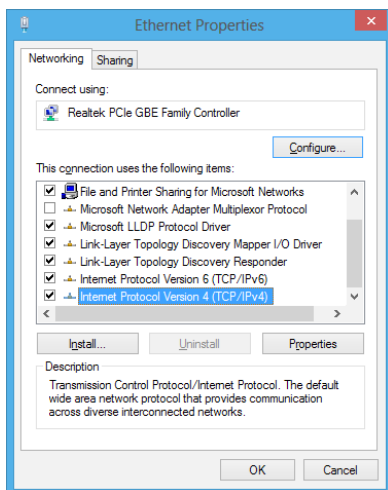 Ethernet Properties
Networking
Sharing
Connect using:
Realtek PCIe GBE Family Controller
Configure...
This connection uses the following items:
File and Printer Sharing for Microsoft Networks
Microsoft Network Adapter Multiplexor Protocol
Microsoft LLDP Protocol Driver
Link-Layer Topology Discovery Mapper I/O Driver
Link-Layer Topology Discovery Responder
Internet Protocol Version 6 (TCP/IPv6)
Internet Protocol Version 4 (TCP/IPv4)
Install...
Uninstall
Properties
Description
Transmission Control Protocol/Internet Protocol. The default
wide area network protocol that provides communication
across diverse interconnected networks.
OK
Cancel